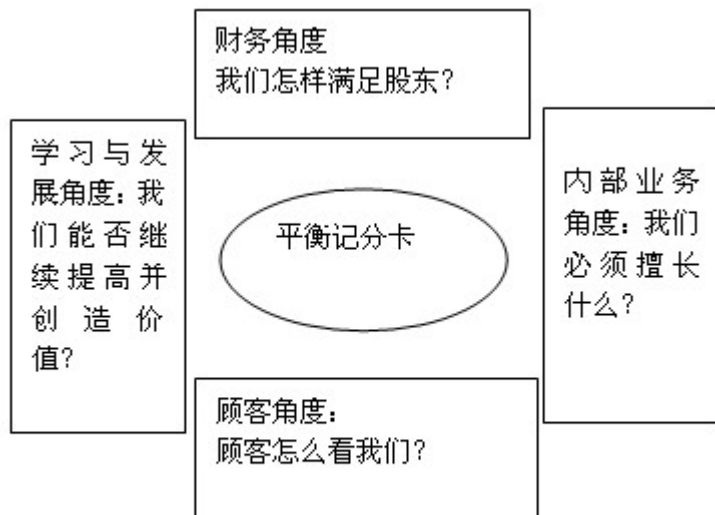 财务角度
我们怎样满足股东?
学习与发
展角度：我
们能否继
续提高并
创造价
值?
平衡记分卡
内部业务
角度：我们
必须擅长
什么?
顾客角度：
顾客怎么看我们?